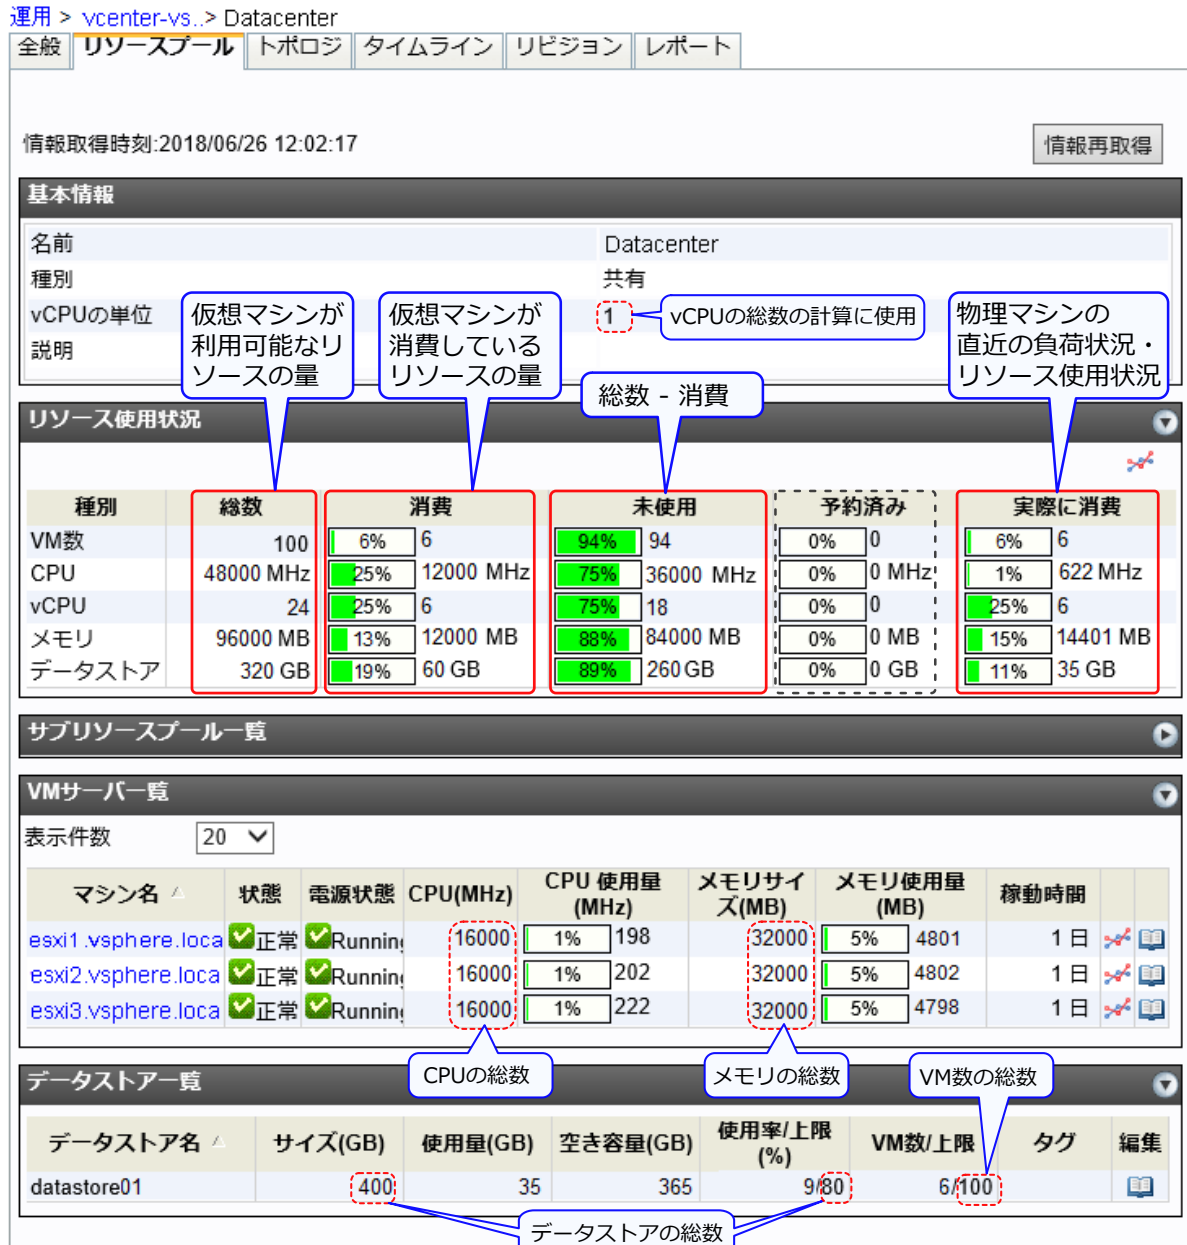 運用 > vcenter-vs..> Datacenter
全般 リソースプール トポロジ タイムライン リビジョン レポート
情報取得時刻:2018/06/26 12:02:17 情報再取得
基本情報
名前 Datacenter
種別 共有
vCPUの単位 1 vCPUの総数の計算に使用
説明
仮想マシンが
利用可能なリ
ソースの量
仮想マシンが
消費している
リソースの量
総数 - 消費
物理マシンの
直近の負荷状況・
リソース使用状況
リソース使用状況
種別 総数 消費 未使用 予約済み 実際に消費
VM数 100 6% 6 94% 94 0% 0 6% 6
CPU 48000 MHz 25% 12000 MHz 75% 36000 MHz 0% 0 MHz 1% 622 MHz
vCPU 24 25% 6 75% 18 0% 0 25% 6
メモリ 96000 MB 13% 12000 MB 88% 84000 MB 0% 0 MB 15% 14401 MB
データストア 320 GB 19% 60 GB 89% 260 GB 0% 0 GB 11% 35 GB
サブリソースプール一覧
VMサーバ一覧
表示件数 20
マシン名 状態 電源状態 CPU(MHz) CPU 使用量(MHz) メモリサイズ(MB) メモリ使用量(MB) 稼動時間
esxi1.vsphere.loca 正常 Running 16000 1% 198 32000 5% 4801 1 日
esxi2.vsphere.loca 正常 Running 16000 1% 202 32000 5% 4802 1 日
esxi3.vsphere.loca 正常 Running 16000 1% 222 32000 5% 4798 1 日
CPUの総数 メモリの総数 VM数の総数
データストア一覧
データストア名 サイズ(GB) 使用量(GB) 空き容量(GB) 使用率/上限(%) VM数/上限 タグ 編集
datastore01 400 35 365 9/80 6/100
データストアの総数